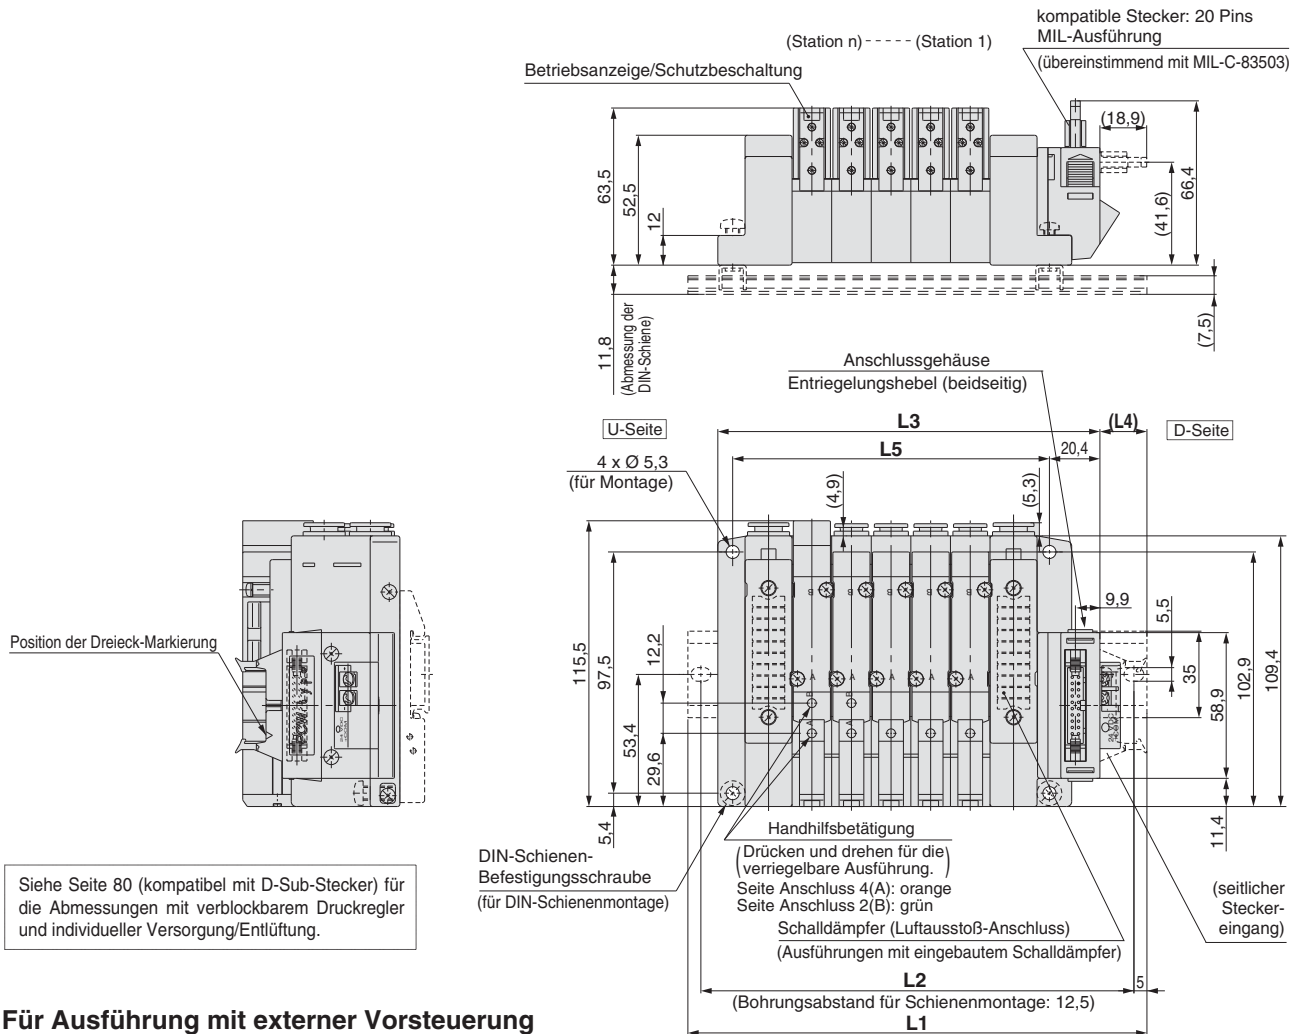 kompatible Stecker: 20 Pins
MIL-Ausführung
(übereinstimmend mit MIL-C-83503)
(Station n)-----(Station 1)
Betriebsanzeige/Schutzbeschaltung
(18,9)
63,5
52,5
12
(41,6)
66,4
11,8
(Abmessung der
DIN-Schiene)
(7,5)
Anschlussgehäuse
Entriegelungshebel (beidseitig)
U-Seite
L3
(L4)
D-Seite
L5
20,4
4 x Ø 5,3
(für Montage)
(4,9)
(5,3)
9,9
5,5
Position der Dreieck-Markierung
115,5
97,5
12,2
53,4
29,6
5,4
35
58,9
102,9
109,4
11,4
B
B
B
B
A
A
A
A
A
B
B
A
A
DIN-Schienen-
Befestigungsschraube
(für DIN-Schienenmontage)
Handhilfsbetätigung
(Drücken und drehen für die
verriegelbare Ausführung.)
Seite Anschluss 4(A): orange
Seite Anschluss 2(B): grün
Schalldämpfer (Luftausstoß-Anschluss)
(Ausführungen mit eingebautem Schalldämpfer)
(seitlicher
Stecker-
eingang)
Siehe Seite 80 (kompatibel mit D-Sub-Stecker) für
die Abmessungen mit verblockbarem Druckregler
und individueller Versorgung/Entlüftung.
L2
5
(Bohrungsabstand für Schienenmontage: 12,5)
L1
Für Ausführung mit externer Vorsteuerung